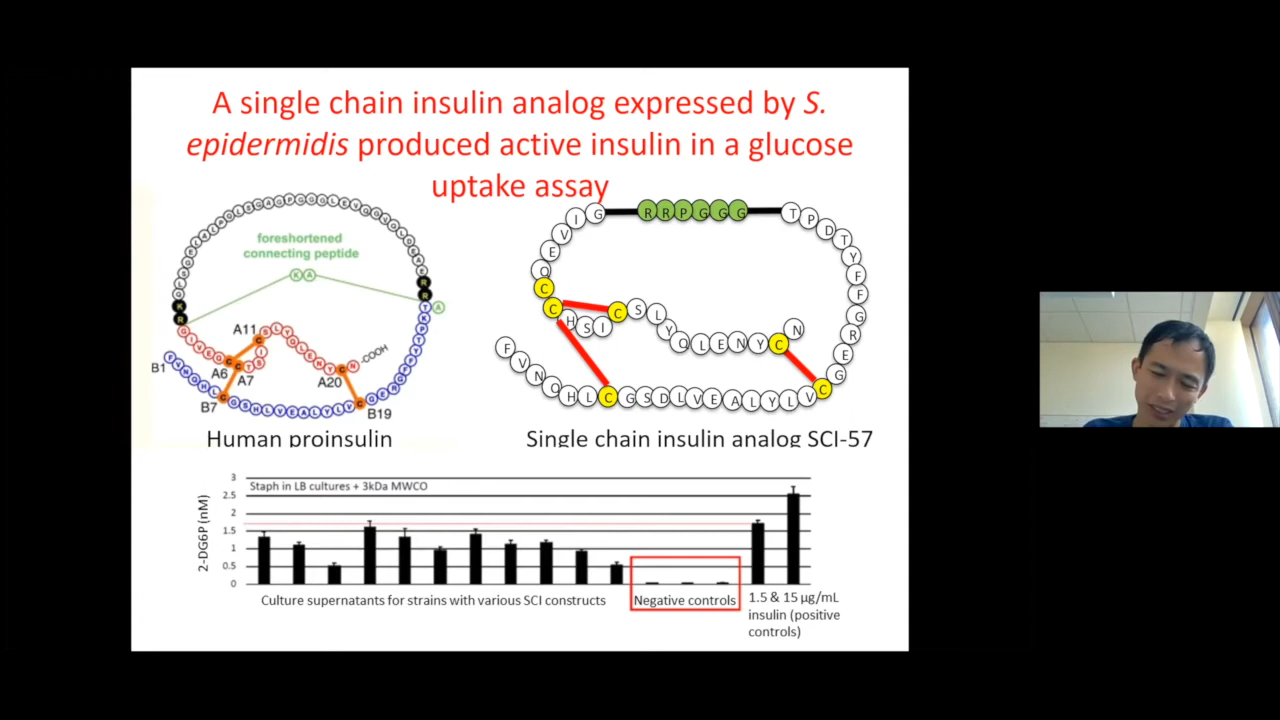 A single chain insulin analog expressed by S.
epidermidis produced active insulin in a glucose
uptake assay
foreshortened
connecting peptide
K A
A
A11
B1
A6
A7
A20
-COOH
B7
B19
Human proinsulin
G R R P G G G T P D T Y F F G R E G
I V E Q C C H S I C S L Y Q L E N Y C N
F V N Q H L C G S D L V E A L Y L V C
Single chain insulin analog SCI-57
3
2.5
2
1.5
1
0.5
0
2-DG6P (nM)
Staph in LB cultures + 3kDa MWCO
Culture supernatants for strains with various SCI constructs
Negative controls
1.5 & 15 µg/mL
insulin (positive
controls)